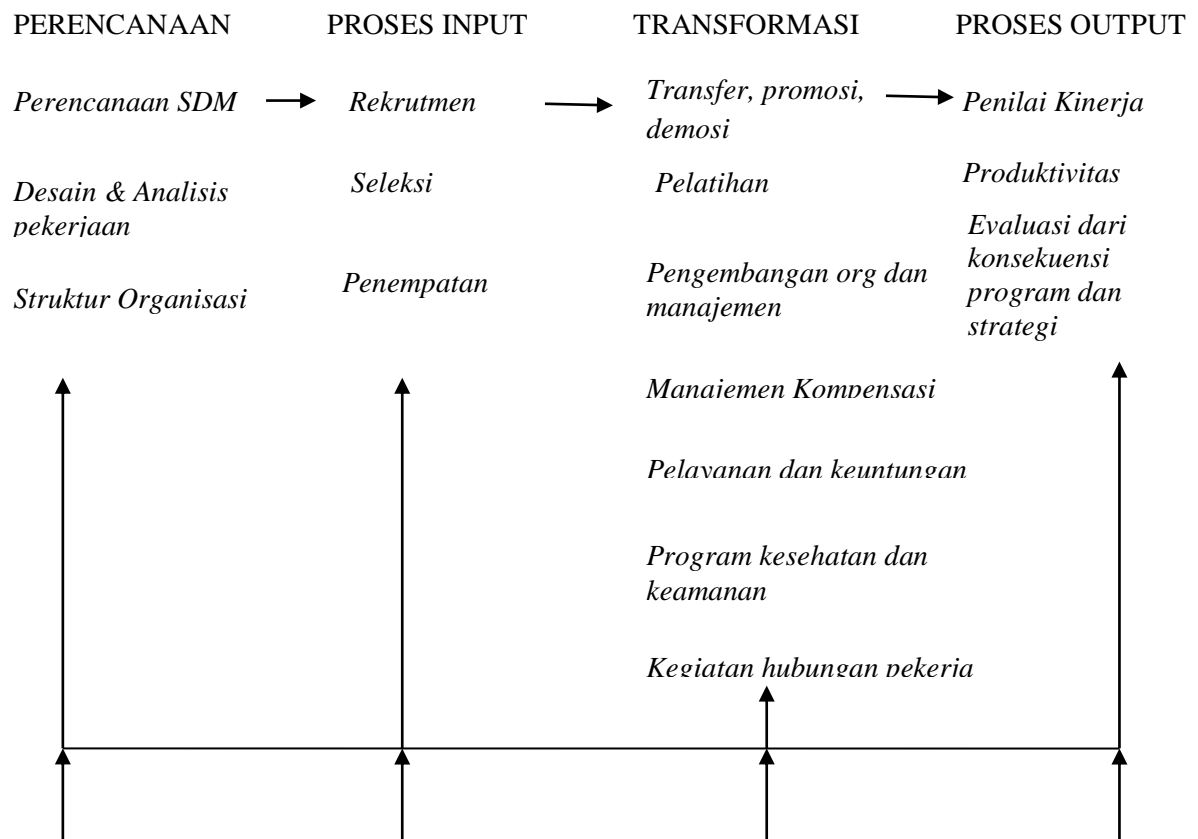 PERENCANAAN
PROSES INPUT
TRANSFORMASI
PROSES OUTPUT
Perencanaan SDM
Desain & Analisis
pekerjaan
Struktur Organisasi
Rekrutmen
Seleksi
Penempatan
Transfer, promosi,
demosi
Pelatihan
Pengembangan org dan
manajemen
Manajemen Kompensasi
Pelayanan dan keuntungan
Program kesehatan dan
keamanan
Kegiatan hubungan pekerja
Penilai Kinerja
Produktivitas
Evaluasi dari
konsekuensi
program dan
strategi